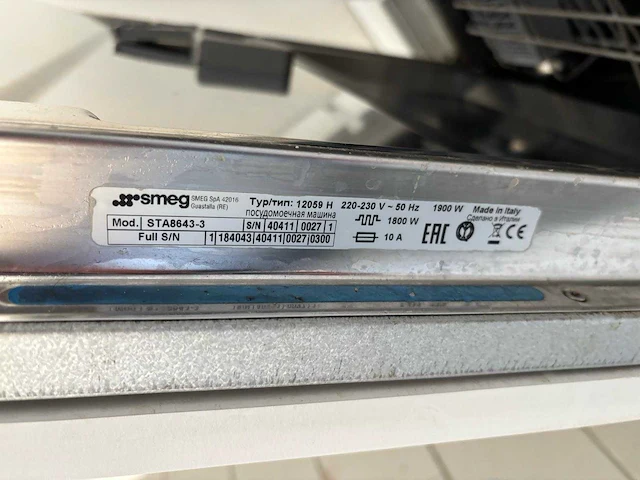 smeg SMEG SpA 42016 Guastalla (RE)
Typ/тип: 12059 H 220-230 V ~ 50 Hz 1900 W Made in Italy
посудомоечная машина 1800 W Сделано в Италии
Mod. STA8643-3 S/N 40411 0027 1
Full S/N 1 184043 40411 0027 0300 10 A EAC CE